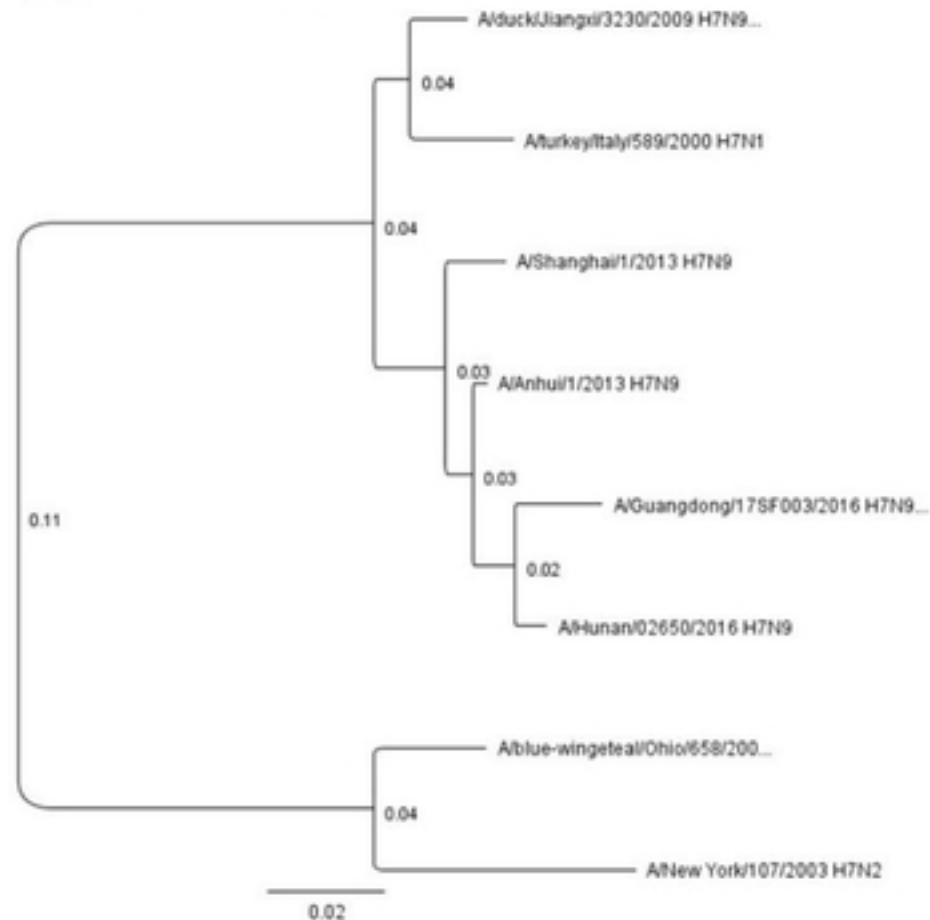 A/duck/Jiangxi/3230/2009 H7N9...
0.04
A/turkey/Italy/589/2000 H7N1
0.04
A/Shanghai/1/2013 H7N9
0.03
A/Anhui/1/2013 H7N9
0.03
A/Guangdong/17SF003/2016 H7N9...
0.11
0.02
A/Hunan/02650/2016 H7N9
A/blue-wingeteal/Ohio/658/200...
0.04
A/New York/107/2003 H7N2
0.02